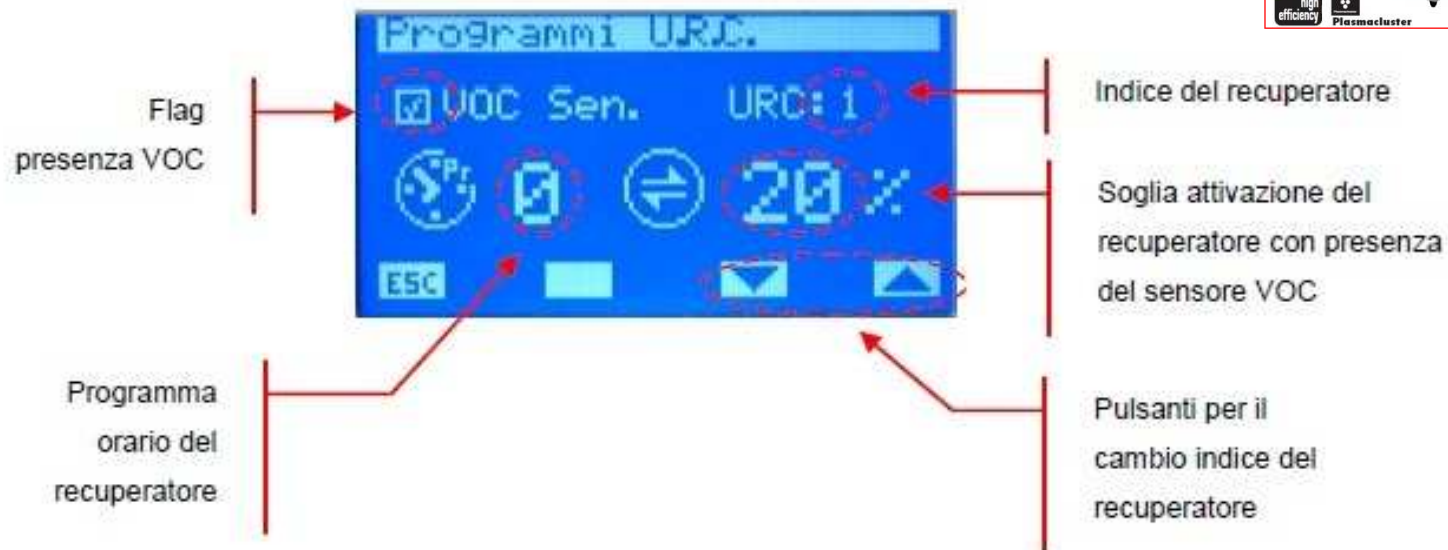 high
efficiency
Plasmacluster
Programmi U.R.C.
VOC Sen. URC:1
Pr 0 20 %
ESC
Flag
presenza VOC
Programma
orario del
recuperatore
Indice del recuperatore
Soglia attivazione del
recuperatore con presenza
del sensore VOC
Pulsanti per il
cambio indice del
recuperatore